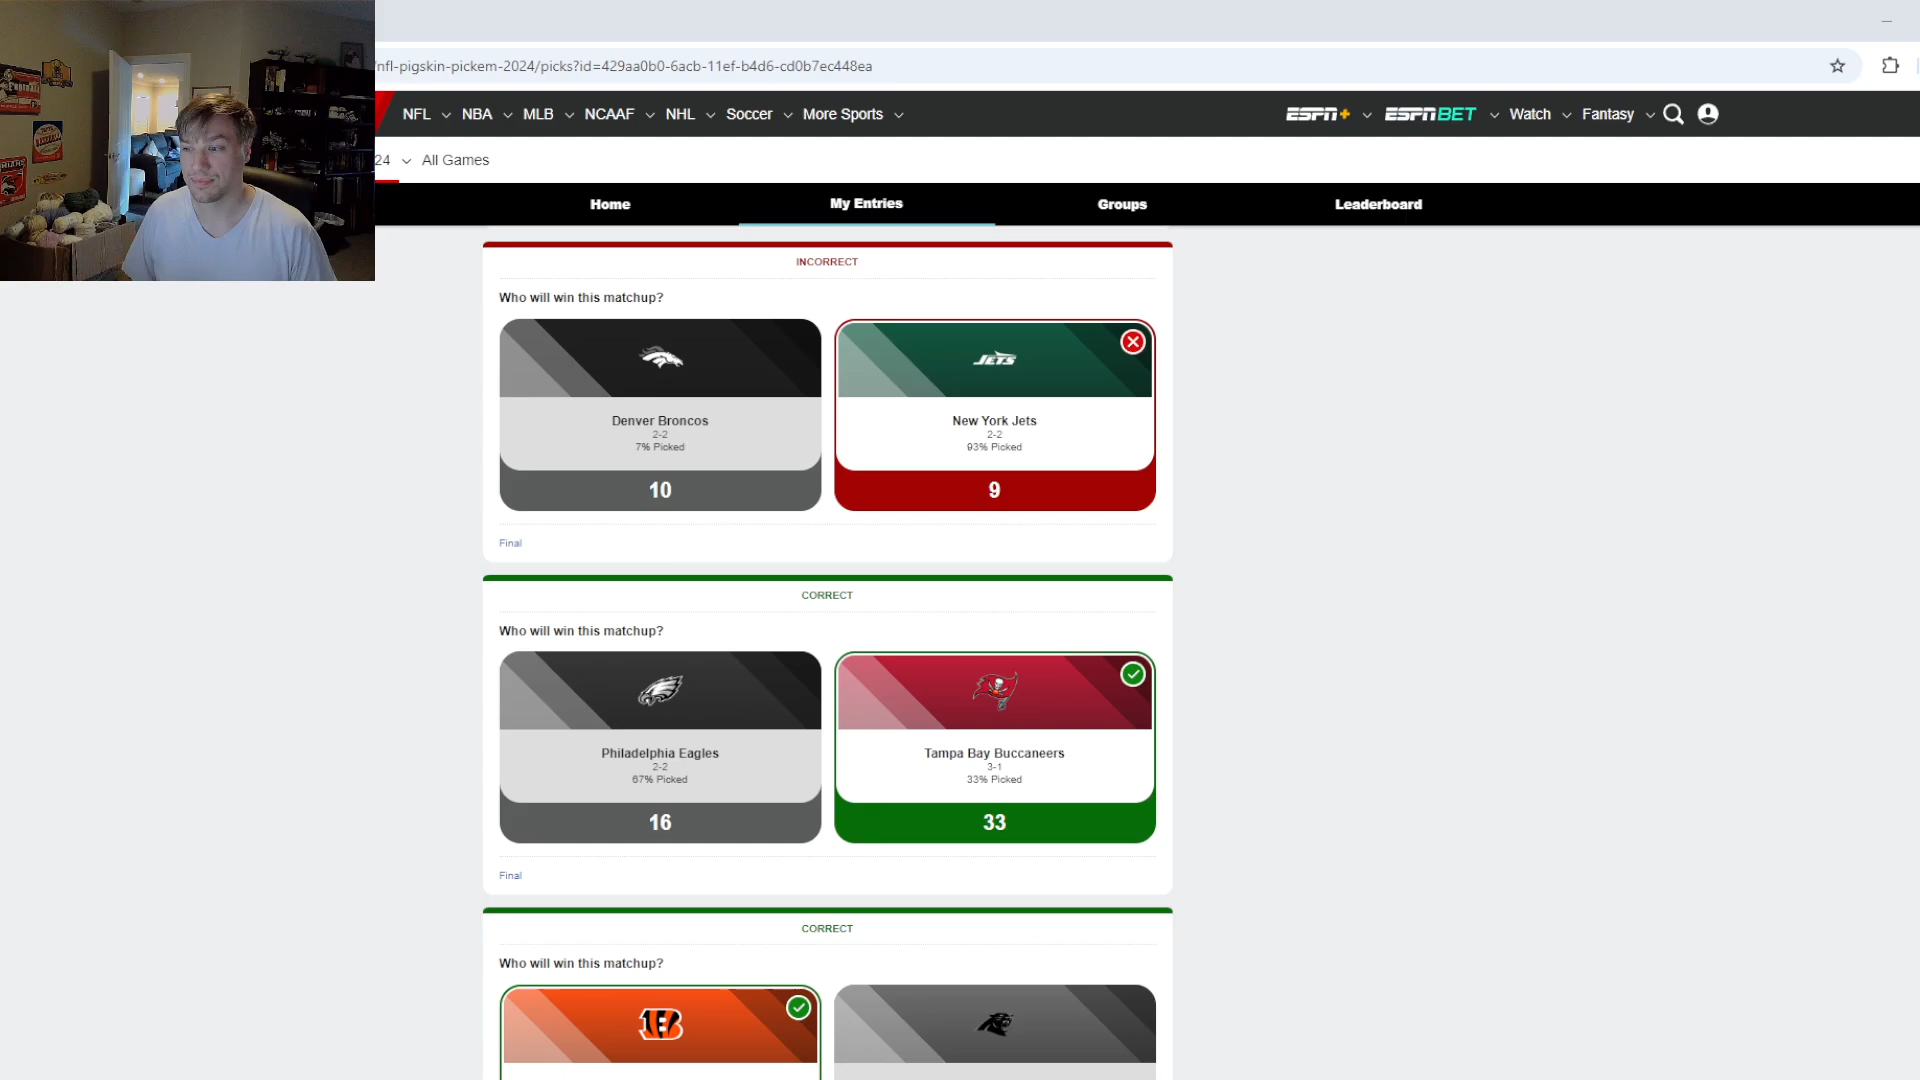 /nfl-pigskin-pickem-2024/picks?id=429aa0b0-6acb-11ef-b4d6-cd0b7ec448ea
NFL NBA MLB NCAAF NHL Soccer More Sports ESPN+ ESPN BET Watch Fantasy
24 All Games
Home My Entries Groups Leaderboard
INCORRECT
Who will win this matchup?
JETS
Denver Broncos New York Jets
2-2 2-2
7% Picked 93% Picked
10 9
Final
CORRECT
Who will win this matchup?
Philadelphia Eagles Tampa Bay Buccaneers
2-2 3-1
67% Picked 33% Picked
16 33
Final
CORRECT
Who will win this matchup?
B